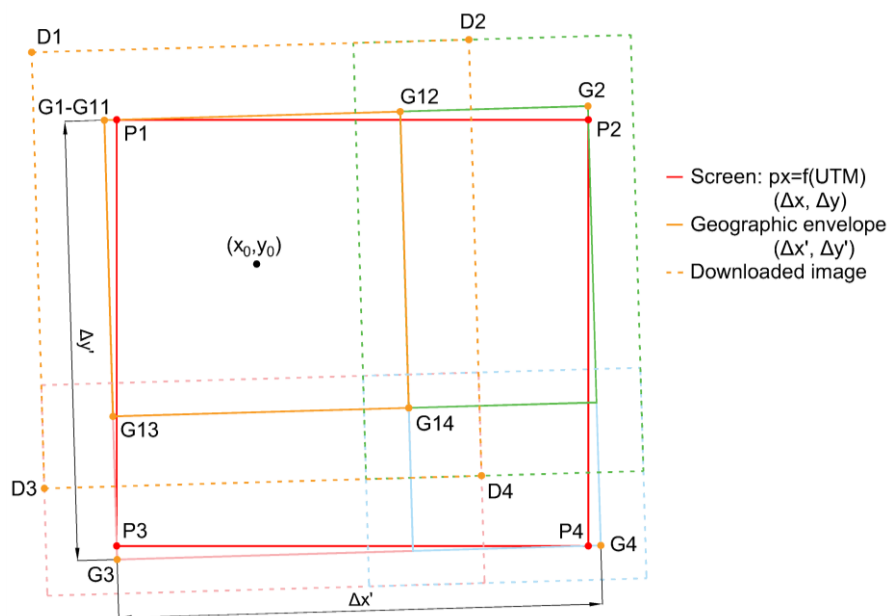 D1
D2
G1-G11
G12
G2
P1
P2
Screen: px=f(UTM)
(Δx, Δy)
Geographic envelope
(Δx', Δy')
Downloaded image
(x₀,y₀)
Δy'
G13
G14
D3
D4
P3
P4
G4
G3
Δx'